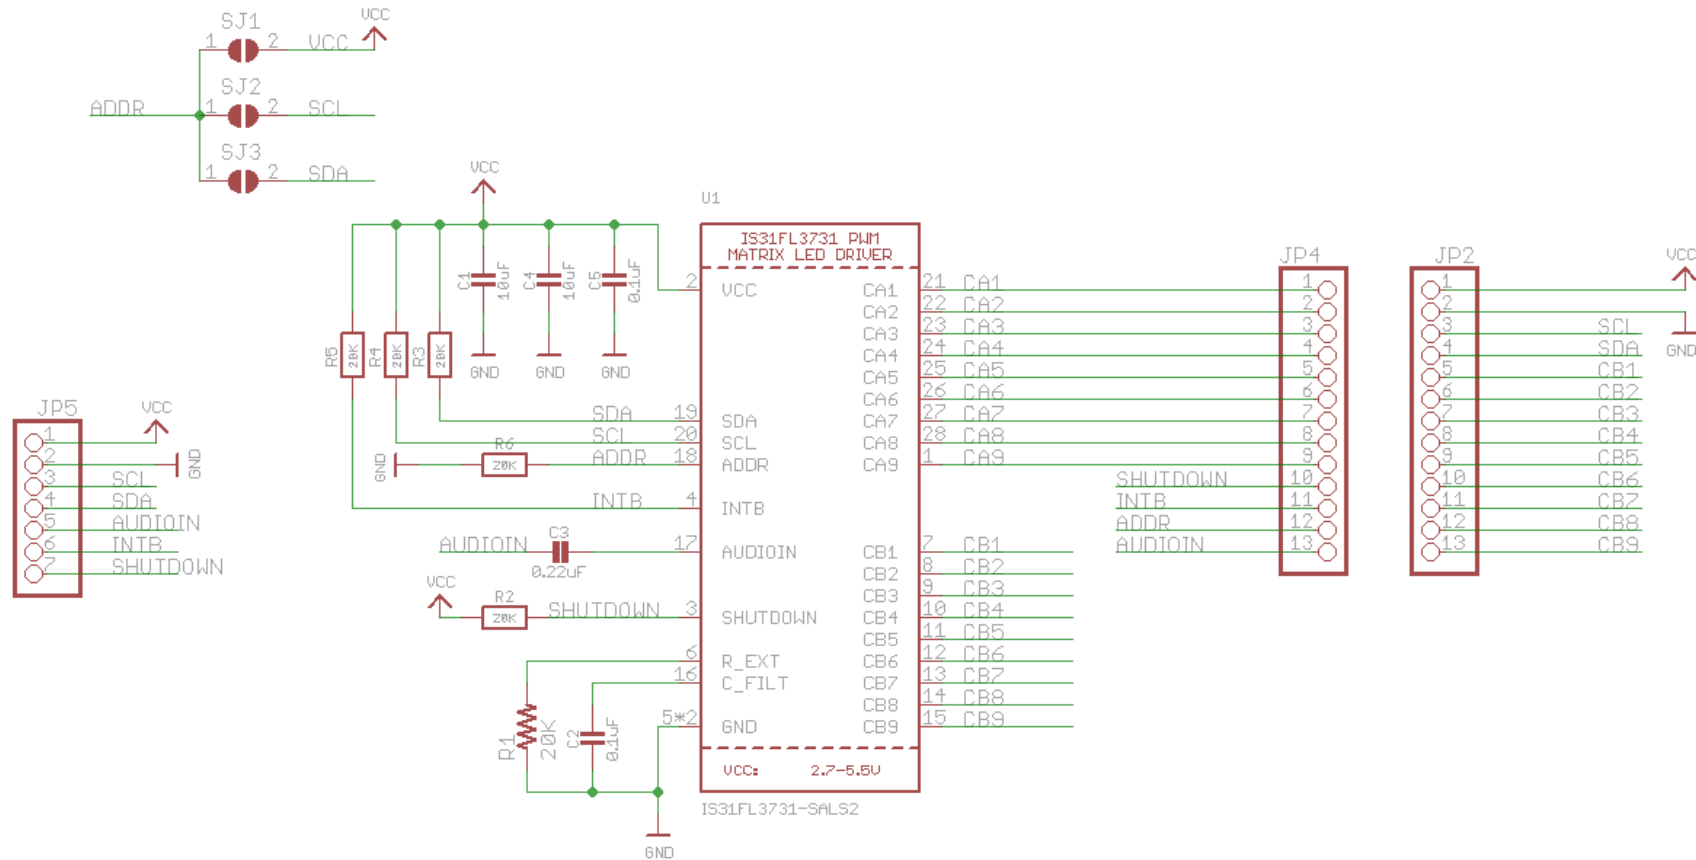 SJ1
1 2 VCC
VCC
SJ2
ADDR 1 2 SCL
SJ3
1 2 SDA
VCC
C1 10uF
C4 10uF
C5 0.1uF
GND GND GND
R5 20K
R4 20K
R3 20K
JP5
VCC
1
2 GND
3 SCL
4 SDA
5 AUDIOIN
6 INTB
7 SHUTDOWN
SDA
SCL
GND R6 20K ADDR
INTB
AUDIOIN C3 0.22uF
VCC
R2 20K SHUTDOWN
R1 20K
C2 0.1uF
GND
U1
IS31FL3731 PWM
MATRIX LED DRIVER
2 VCC
19 SDA
20 SCL
18 ADDR
4 INTB
17 AUDIOIN
3 SHUTDOWN
6 R_EXT
16 C_FILT
5*2 GND
CA1 21 CA1
CA2 22 CA2
CA3 23 CA3
CA4 24 CA4
CA5 25 CA5
CA6 26 CA6
CA7 27 CA7
CA8 28 CA8
CA9 1 CA9
CB1 7 CB1
CB2 8 CB2
CB3 9 CB3
CB4 10 CB4
CB5 11 CB5
CB6 12 CB6
CB7 13 CB7
CB8 14 CB8
CB9 15 CB9
VCC: 2.7-5.5V
IS31FL3731-SALS2
JP4
1
2
3
4
5
6
7
8
9
SHUTDOWN 10
INTB 11
ADDR 12
AUDIOIN 13
JP2
VCC
1
2
GND
3 SCL
4 SDA
5 CB1
6 CB2
7 CB3
8 CB4
9 CB5
10 CB6
11 CB7
12 CB8
13 CB9